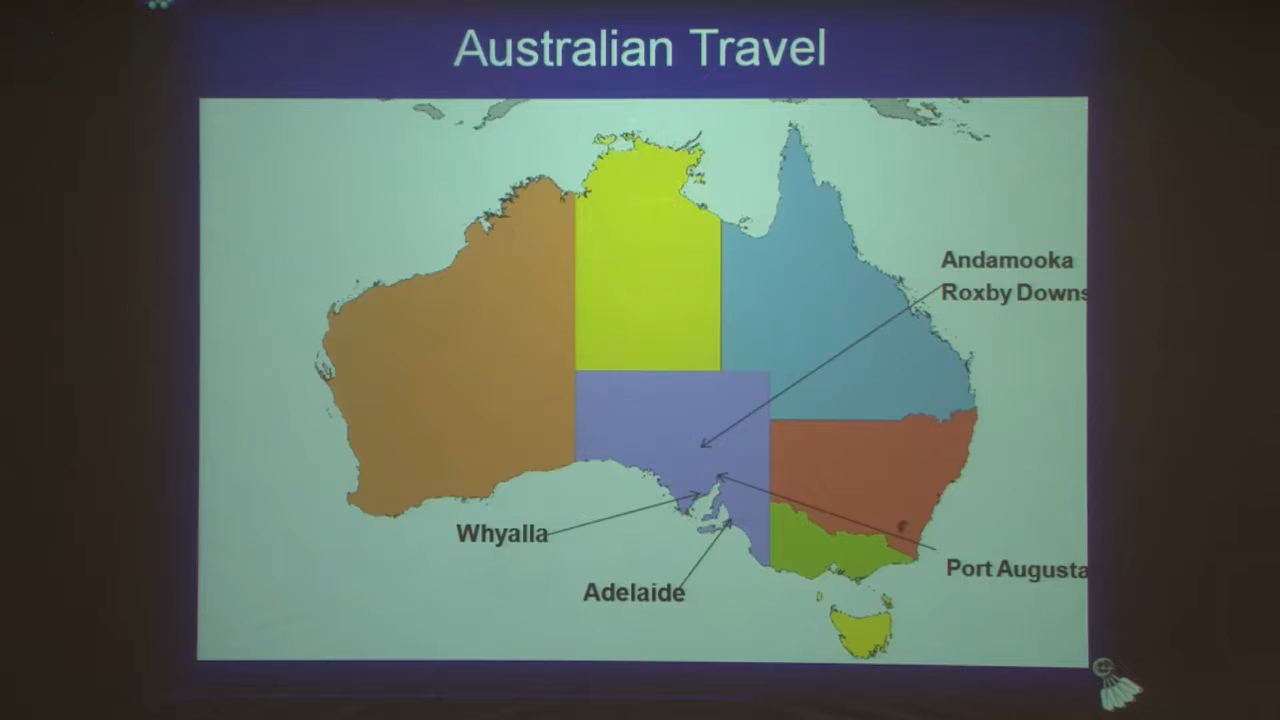 Australian Travel
Andamooka
Roxby Downs
Whyalla
Port Augusta
Adelaide